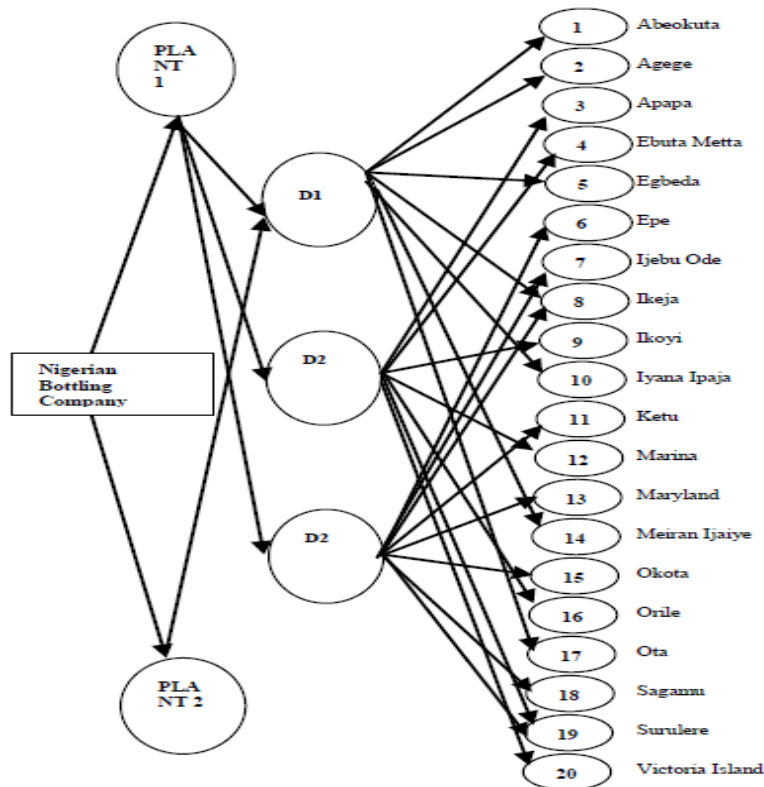 PLA
NT
1
D1
D2
D2
Nigerian
Bottling
Company
PLA
NT 2
1 Abeokuta
2 Agege
3 Apapa
4 Ebuta Metta
5 Egbeda
6 Epe
7 Ijebu Ode
8 Ikeja
9 Ikoyi
10 Iyana Ipaja
11 Ketu
12 Marina
13 Maryland
14 Meiran Ijaiye
15 Okota
16 Orile
17 Ota
18 Sagamu
19 Surulere
20 Victoria Island